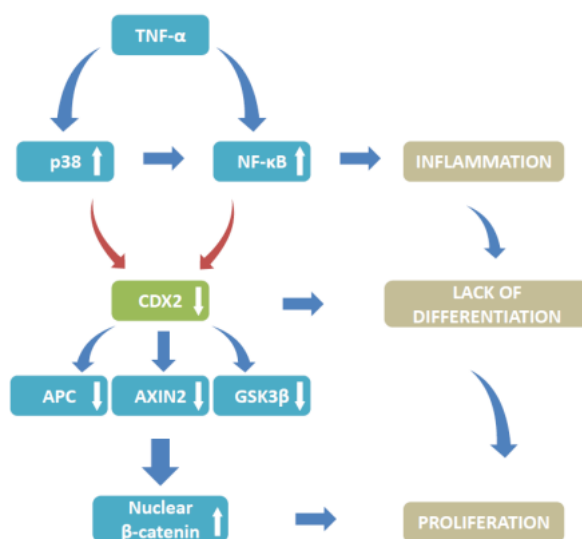 TNF-α
p38
NF-κB
INFLAMMATION
CDX2
LACK OF
DIFFERENTIATION
APC
AXIN2
GSK3β
Nuclear
β-catenin
PROLIFERATION